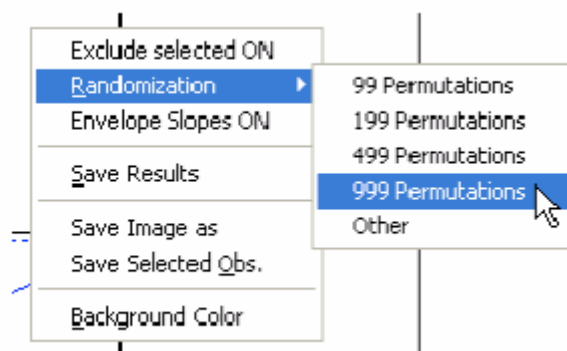 Exclude selected ON
Randomization
Envelope Slopes ON
Save Results
Save Image as
Save Selected Obs.
Background Color
99 Permutations
199 Permutations
499 Permutations
999 Permutations
Other